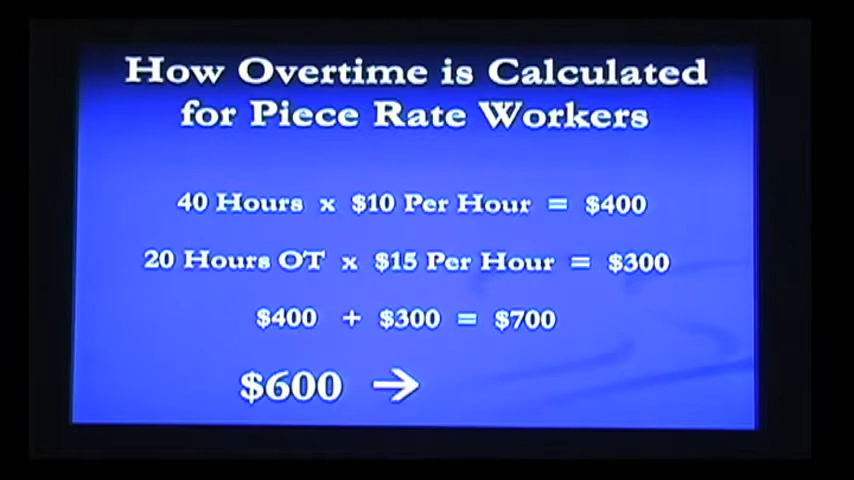 How Overtime is Calculated
for Piece Rate Workers
40 Hours x $10 Per Hour = $400
20 Hours OT x $15 Per Hour = $300
$400 + $300 = $700
$600 →